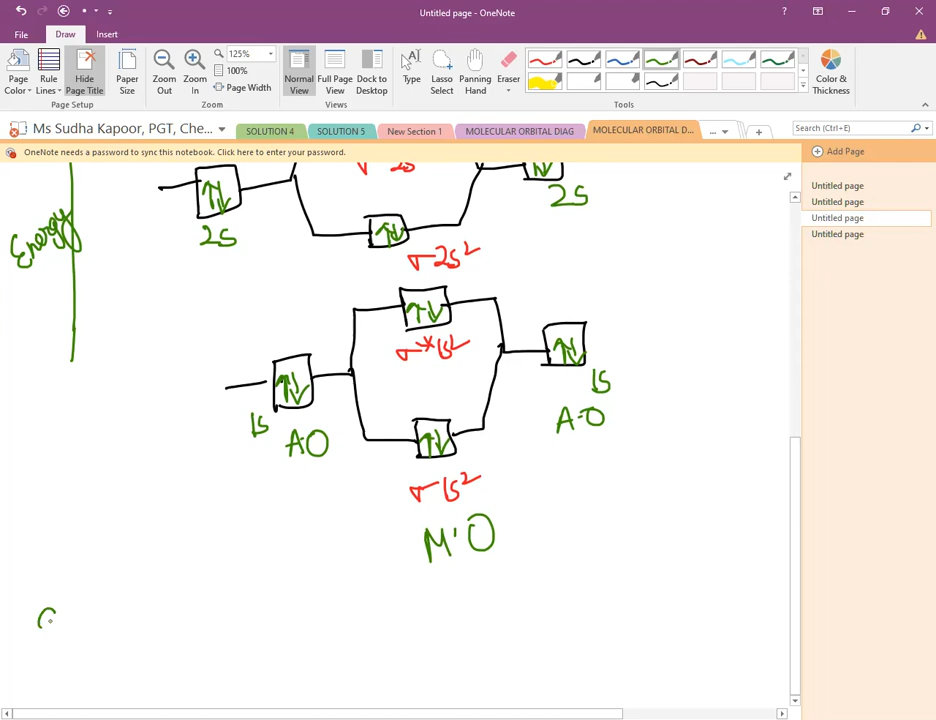 Untitled page - OneNote
File Draw Insert
125%
100%
Page Width
Page Color
Rule Lines
Hide Page Title
Paper Size
Zoom Out
Zoom In
Normal View
Full Page View
Dock to Desktop
Type
Lasso Select
Panning Hand
Eraser
Color & Thickness
Page Setup Zoom Views Tools
Ms Sudha Kapoor, PGT, Che... SOLUTION 4 SOLUTION 5 New Section 1 MOLECULAR ORBITAL DIAG MOLECULAR ORBITAL D... ... Search (Ctrl+E)
OneNote needs a password to sync this notebook. Click here to enter your password.
Add Page
Untitled page
Untitled page
Untitled page
Untitled page
Energy
2S
2S
σ2S²
σ*1S²
1S
A·O
1S
A·O
σ1S²
M·O